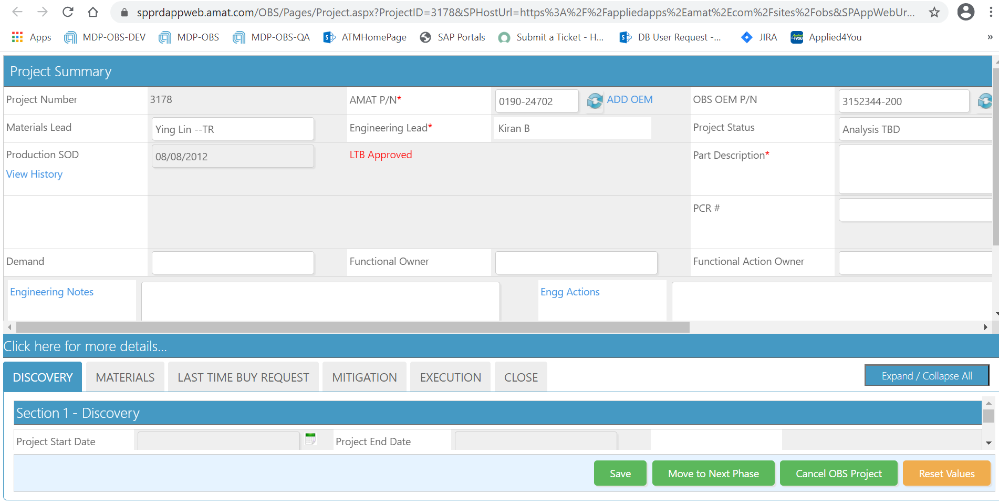 spprdappweb.amat.com/OBS/Pages/Project.aspx?ProjectID=3178&SPHostUrl=https%3A%2F%2Fappliedapps%2Eamat%2Ecom%2Fsites%2Fobs&SPAppWebUr...
Apps MDP-OBS-DEV MDP-OBS MDP-OBS-QA ATMHomePage SAP Portals Submit a Ticket - H... DB User Request -... JIRA Applied4You »
Project Summary
Project Number 3178 AMAT P/N* 0190-24702 ADD OEM OBS OEM P/N 3152344-200
Materials Lead Ying Lin --TR Engineering Lead* Kiran B Project Status Analysis TBD
Production SOD 08/08/2012 LTB Approved Part Description*
View History
PCR #
Demand Functional Owner Functional Action Owner
Engineering Notes Engg Actions
Click here for more details...
DISCOVERY MATERIALS LAST TIME BUY REQUEST MITIGATION EXECUTION CLOSE Expand / Collapse All
Section 1 - Discovery
Project Start Date Project End Date
Save Move to Next Phase Cancel OBS Project Reset Values